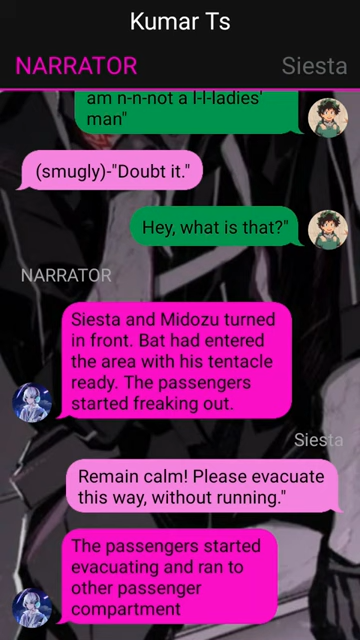 Kumar Ts
NARRATOR
Siesta
am n-n-not a l-l-ladies'
man"
(smugly)-"Doubt it."
Hey, what is that?"
NARRATOR
Siesta and Midozu turned
in front. Bat had entered
the area with his tentacle
ready. The passengers
started freaking out.
Siesta
Remain calm! Please evacuate
this way, without running."
The passengers started
evacuating and ran to
other passenger
compartment